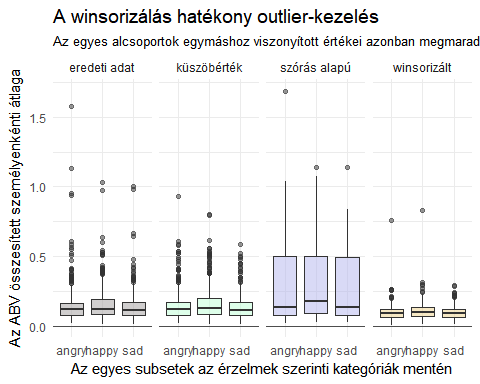 A winsorizálás hatékony outlier-kezelés
Az egyes alcsoportok egymáshoz viszonyított értékei azonban megmarad
eredeti adat küszöbérték szórás alapú winsorizált
Az ABV összesített személyenkénti átlaga
1.5
1.0
0.5
0.0
angry happy sad angry happy sad angry happy sad angry happy sad
Az egyes subsetek az érzelmek szerinti kategóriák mentén